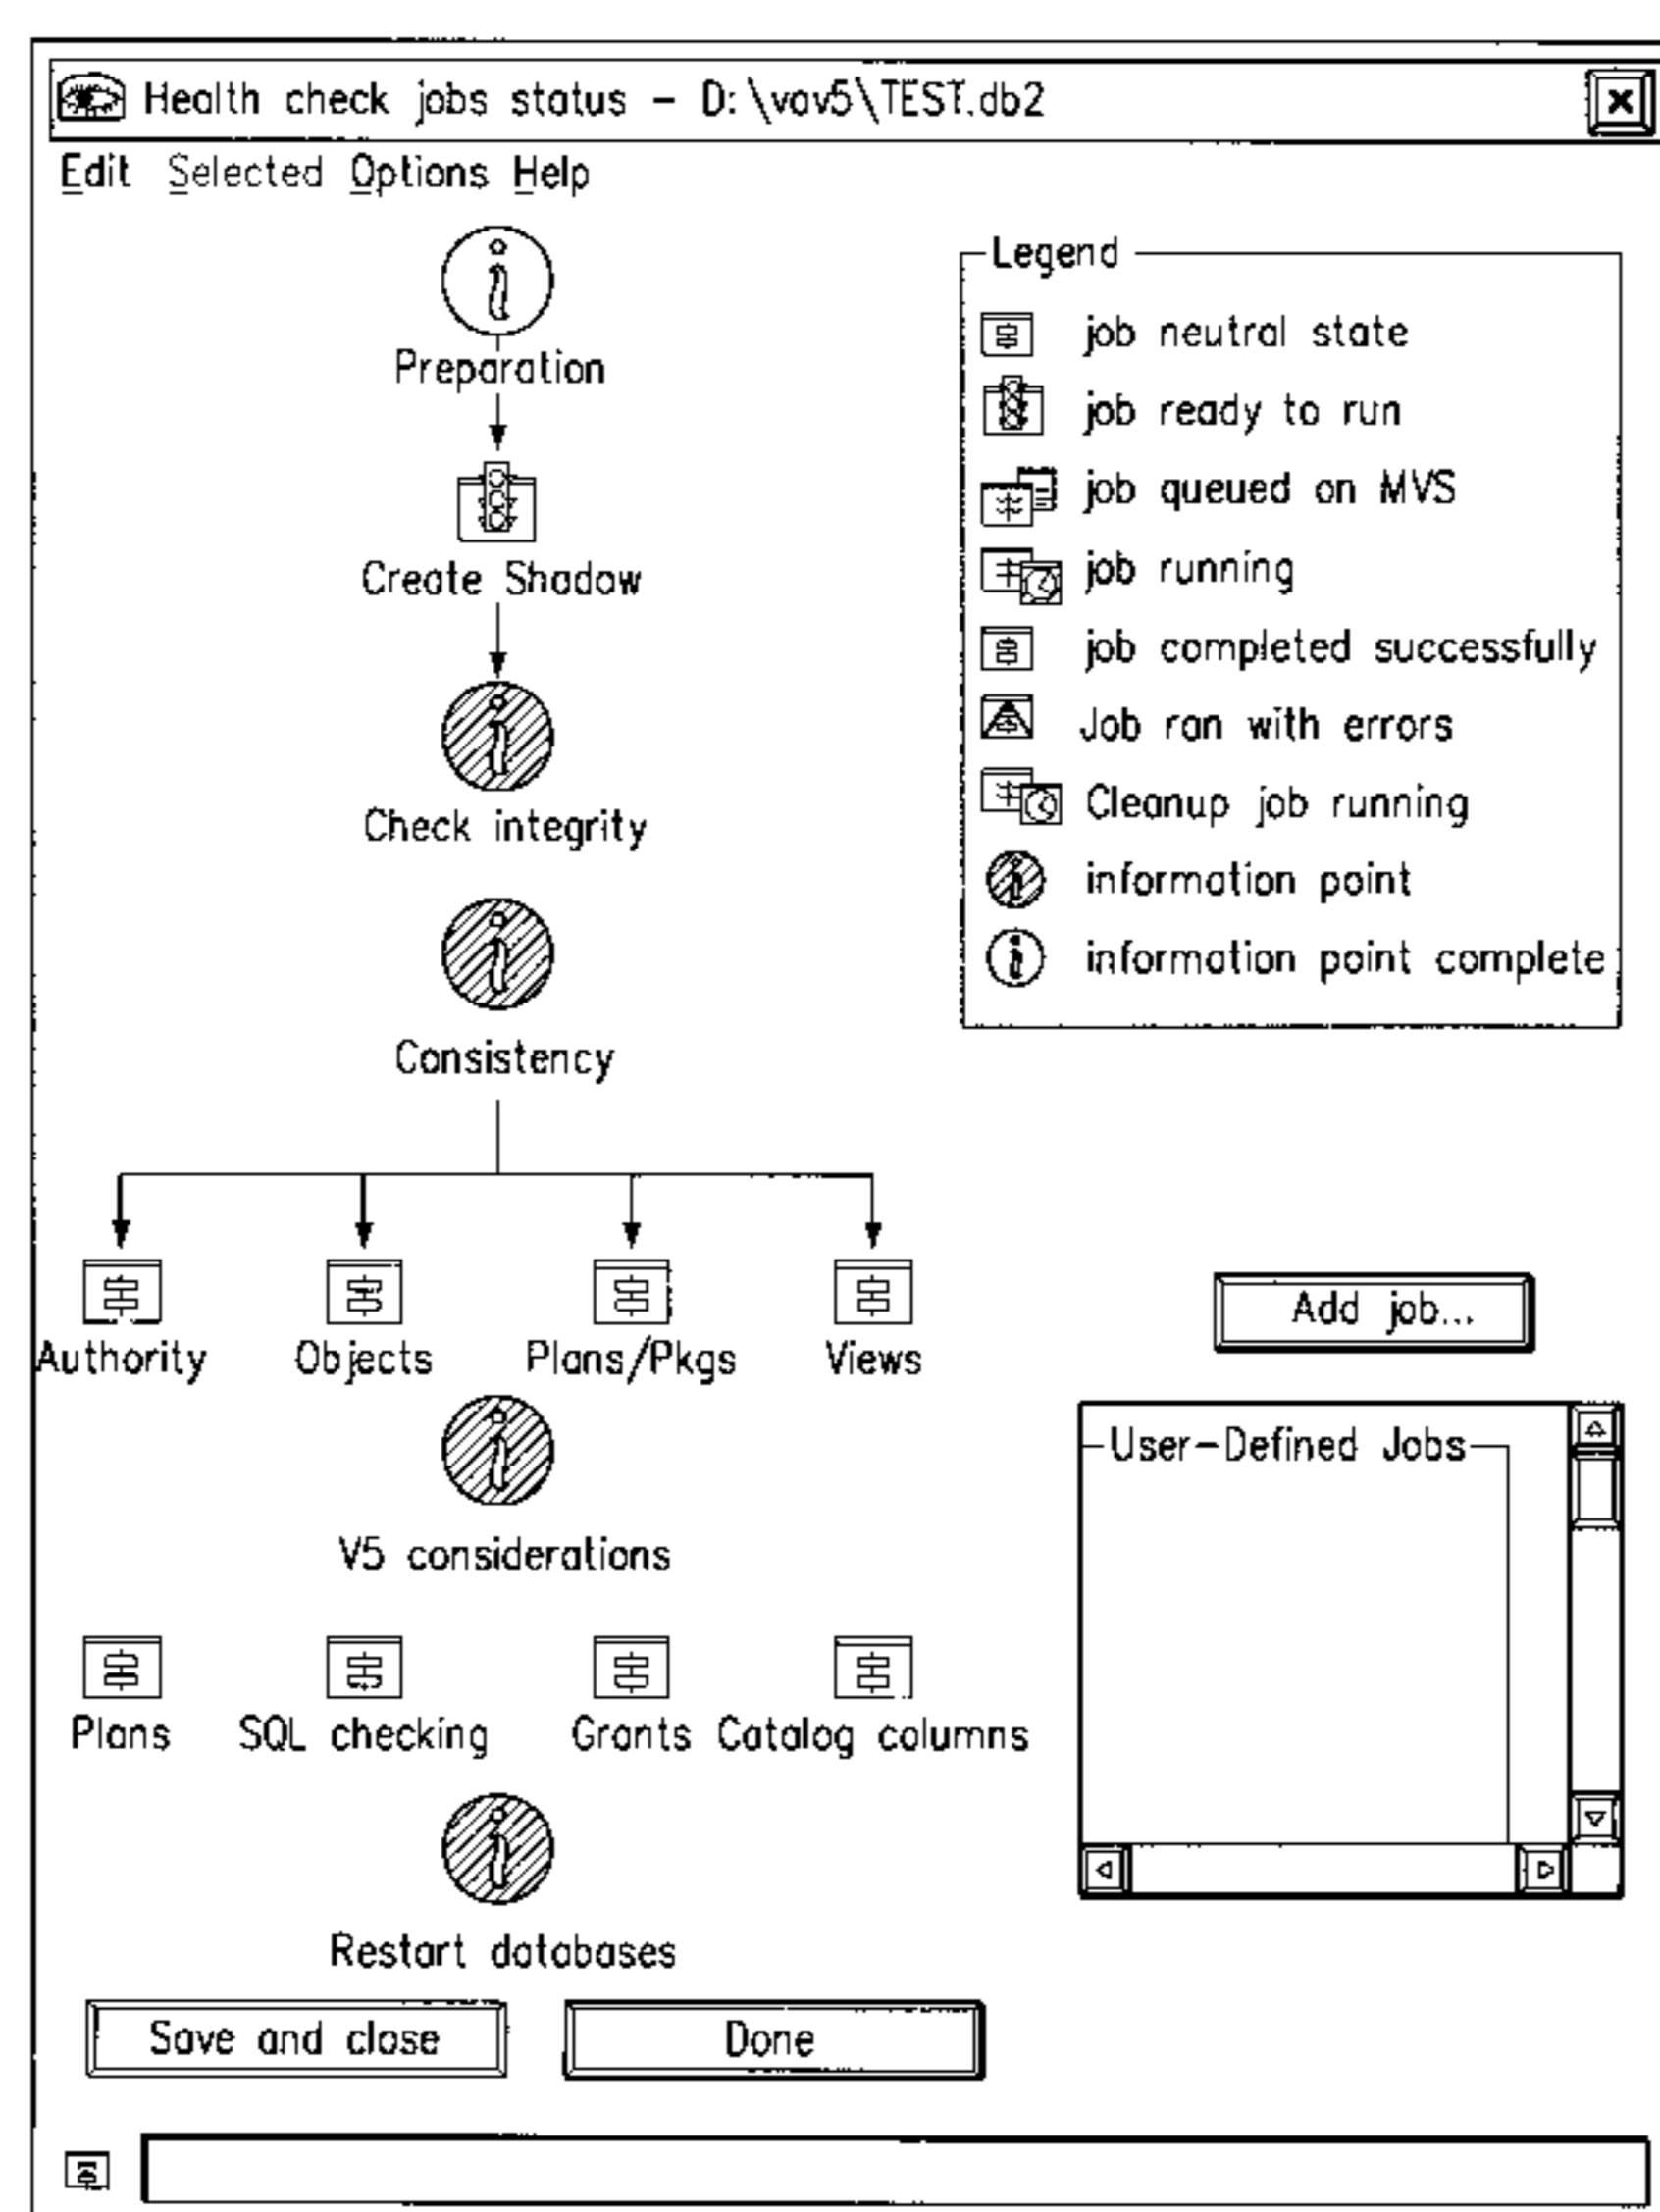 Health check jobs status - D:\vav5\TEST.db2
Edit Selected Options Help
Preparation
Create Shadow
Check integrity
Consistency
Authority Objects Plans/Pkgs Views
V5 considerations
Plans SQL checking Grants Catalog columns
Restart databases
Save and close Done
Legend
job neutral state
job ready to run
job queued on MVS
job running
job completed successfully
Job ran with errors
Cleanup job running
information point
information point complete
Add job...
User-Defined Jobs